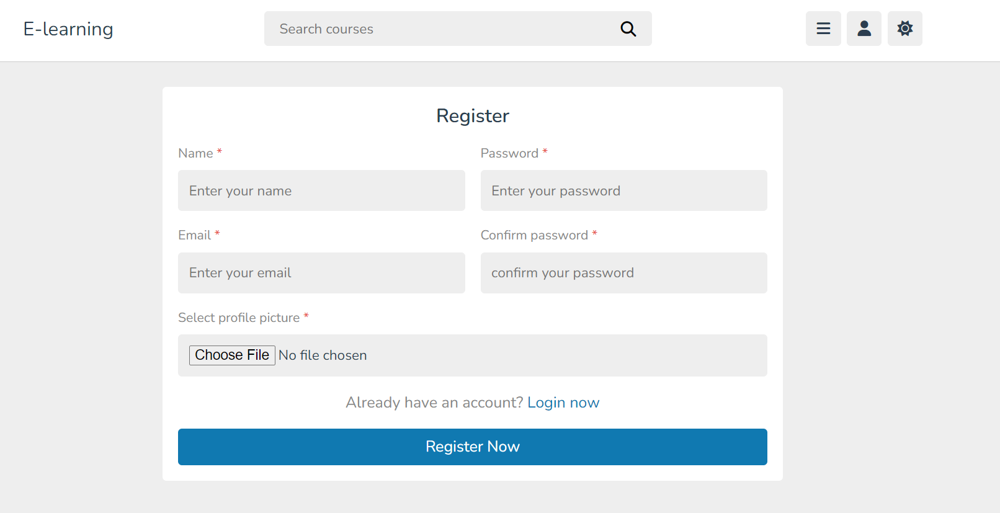 E-learning
Search courses
Register
Name *
Password *
Enter your name
Enter your password
Email *
Confirm password *
Enter your email
confirm your password
Select profile picture *
Choose File No file chosen
Already have an account? Login now
Register Now